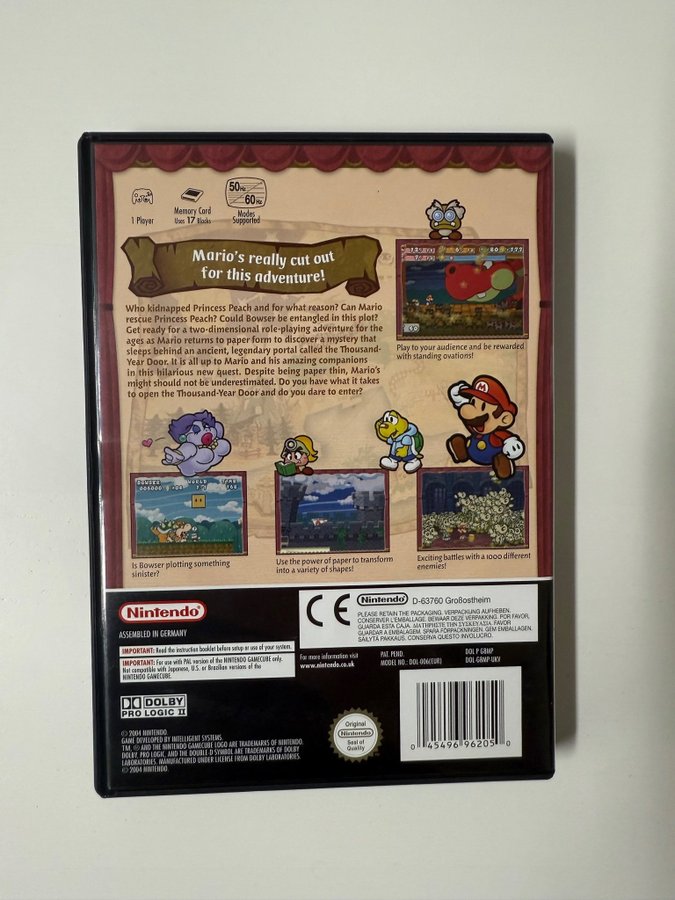 50Hz
60Hz
1 Player
Memory Card
Uses 17 Blocks
Modes
Supported
Mario's really cut out
for this adventure!
Who kidnapped Princess Peach and for what reason? Can Mario
rescue Princess Peach? Could Bowser be entangled in this plot?
Get ready for a two-dimensional role-playing adventure for the
ages as Mario returns to paper form to discover a mystery that
sleeps behind an ancient, legendary portal called the Thousand-
Year Door. It is all up to Mario and his amazing companions
in this hilarious new quest. Despite being paper thin, Mario's
might should not be underestimated. Do you have what it takes
to open the Thousand-Year Door and do you dare to enter?
Play to your audience and be rewarded
with standing ovations!
M
BOWSER WORLD TIME
Is Bowser plotting something
sinister?
Use the power of paper to transform
into a variety of shapes!
Exciting battles with a 1000 different
enemies!
Nintendo
ASSEMBLED IN GERMANY
IMPORTANT: Read the instruction booklet before setup or use of your system.
IMPORTANT: For use with PAL version of the NINTENDO GAMECUBE only.
Not compatible with Japanese, U.S. or Brazilian versions of the
NINTENDO GAMECUBE.
CE
Nintendo D-63760 Großostheim
PLEASE RETAIN THE PACKAGING. VERPACKUNG AUFHEBEN.
CONSERVER L'EMBALLAGE. BEWAAR DEZE VERPAKKING. POR FAVOR,
GUARDA ESTA CAJA. ΔΙΑΤΗΡΗΣΤΕ ΤΗΝ ΣΥΣΚΕΥΑΣΙΑ. FAVOR
GUARDAR A EMBALAGEM. SPARA FÖRPACKNINGEN. GEM EMBALLAGEN.
SÄILYTÄ PAKKAUS. CONSERVA QUESTO INVOLUCRO.
For more information visit
www.nintendo.co.uk
PAT. PEND.
MODEL NO.: DOL-006(EUR)
DOL P G8MP
DOL-G8MP-UKV
DOLBY
PRO LOGIC II
© 2004 NINTENDO.
GAME DEVELOPED BY INTELLIGENT SYSTEMS.
TM, ® AND THE NINTENDO GAMECUBE LOGO ARE TRADEMARKS OF NINTENDO.
DOLBY, PRO LOGIC, AND THE DOUBLE-D SYMBOL ARE TRADEMARKS OF DOLBY
LABORATORIES. MANUFACTURED UNDER LICENSE FROM DOLBY LABORATORIES.
© 2004 NINTENDO.
Original
Nintendo
Seal of
Quality
0 45496 96205 0